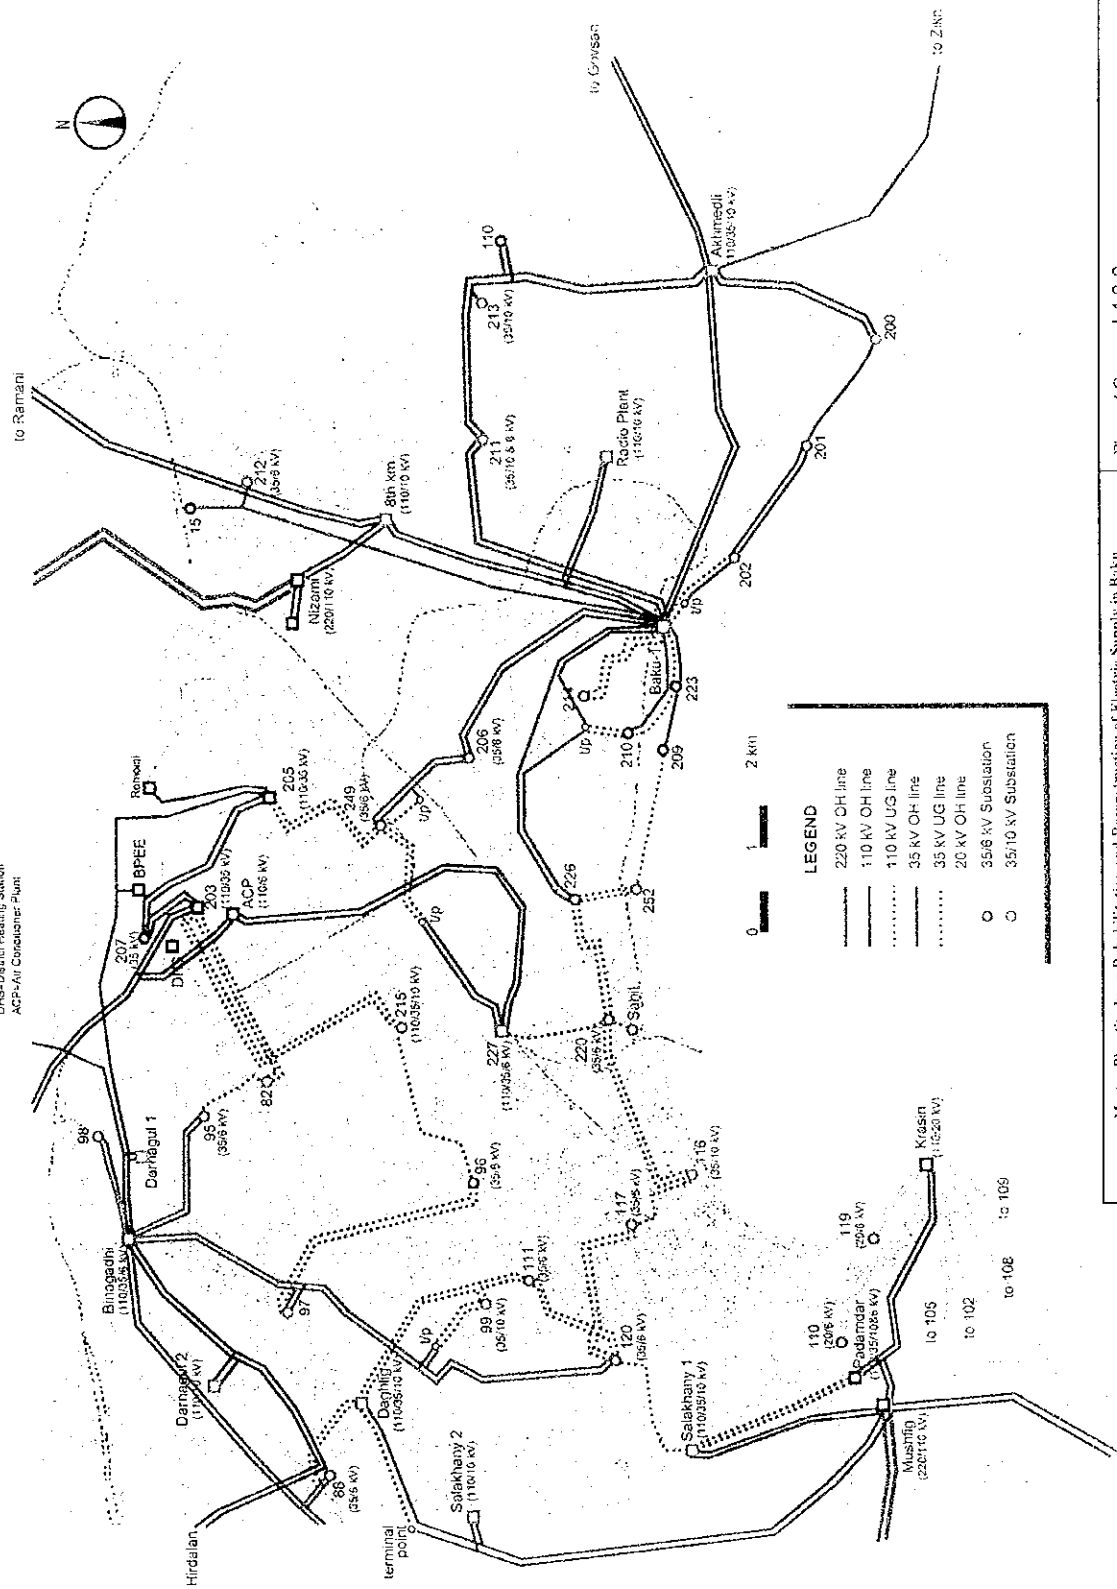 DHS=District Heating Station
ACP=Air Conditioner Plant
N
Hirdalan
to Ramani
to Govsan
to Zikh
Binagadhi
(110/35/6 kV)
98
Darnagul 1
Darnagul 2
88
(35/6 kV)
95
(35/6 kV)
82
207
(35 kV)
BPEE
203
(110/35 kV)
ACP
(110/6 kV)
Ramani
205
(110/35 kV)
249
(35/6 kV)
t/p
206
(35/6 kV)
Nizami
(220/110 kV)
15
212
(35/6 kV)
8th km
(110/10 kV)
211
(35/10 & 6 kV)
213
(35/10 kV)
110
Radio Plant
(110/10 kV)
Akhmedli
(110/35/10 kV)
200
201
202
t/p
Baku-1
223
209
210
t/p
226
252
Sahil
220
(35/6 kV)
227
(110/35/6 kV)
t/p
215
(110/35/10 kV)
96
(35/6 kV)
97
t/p
99
(35/10 kV)
111
(35/6 kV)
Daghlig
(110/35/10 kV)
terminal
point
Salakhany 2
(110/10 kV)
120
(35/6 kV)
117
(35/6 kV)
116
(35/10 kV)
Salakhany 1
(110/35/10 kV)
110
(20/6 kV)
119
(20/6 kV)
Padamdar
Krasin
(110/20 kV)
Mushfig
(220/110 kV)
to 105
to 102
to 108
to 109
0 1 2 km
LEGEND
220 kV OH line
110 kV OH line
110 kV UG line
35 kV OH line
35 kV UG line
20 kV OH line
35/6 kV Substation
35/10 kV Substation
Rehabilitation and Reconstruction of Electric Supply in Baku